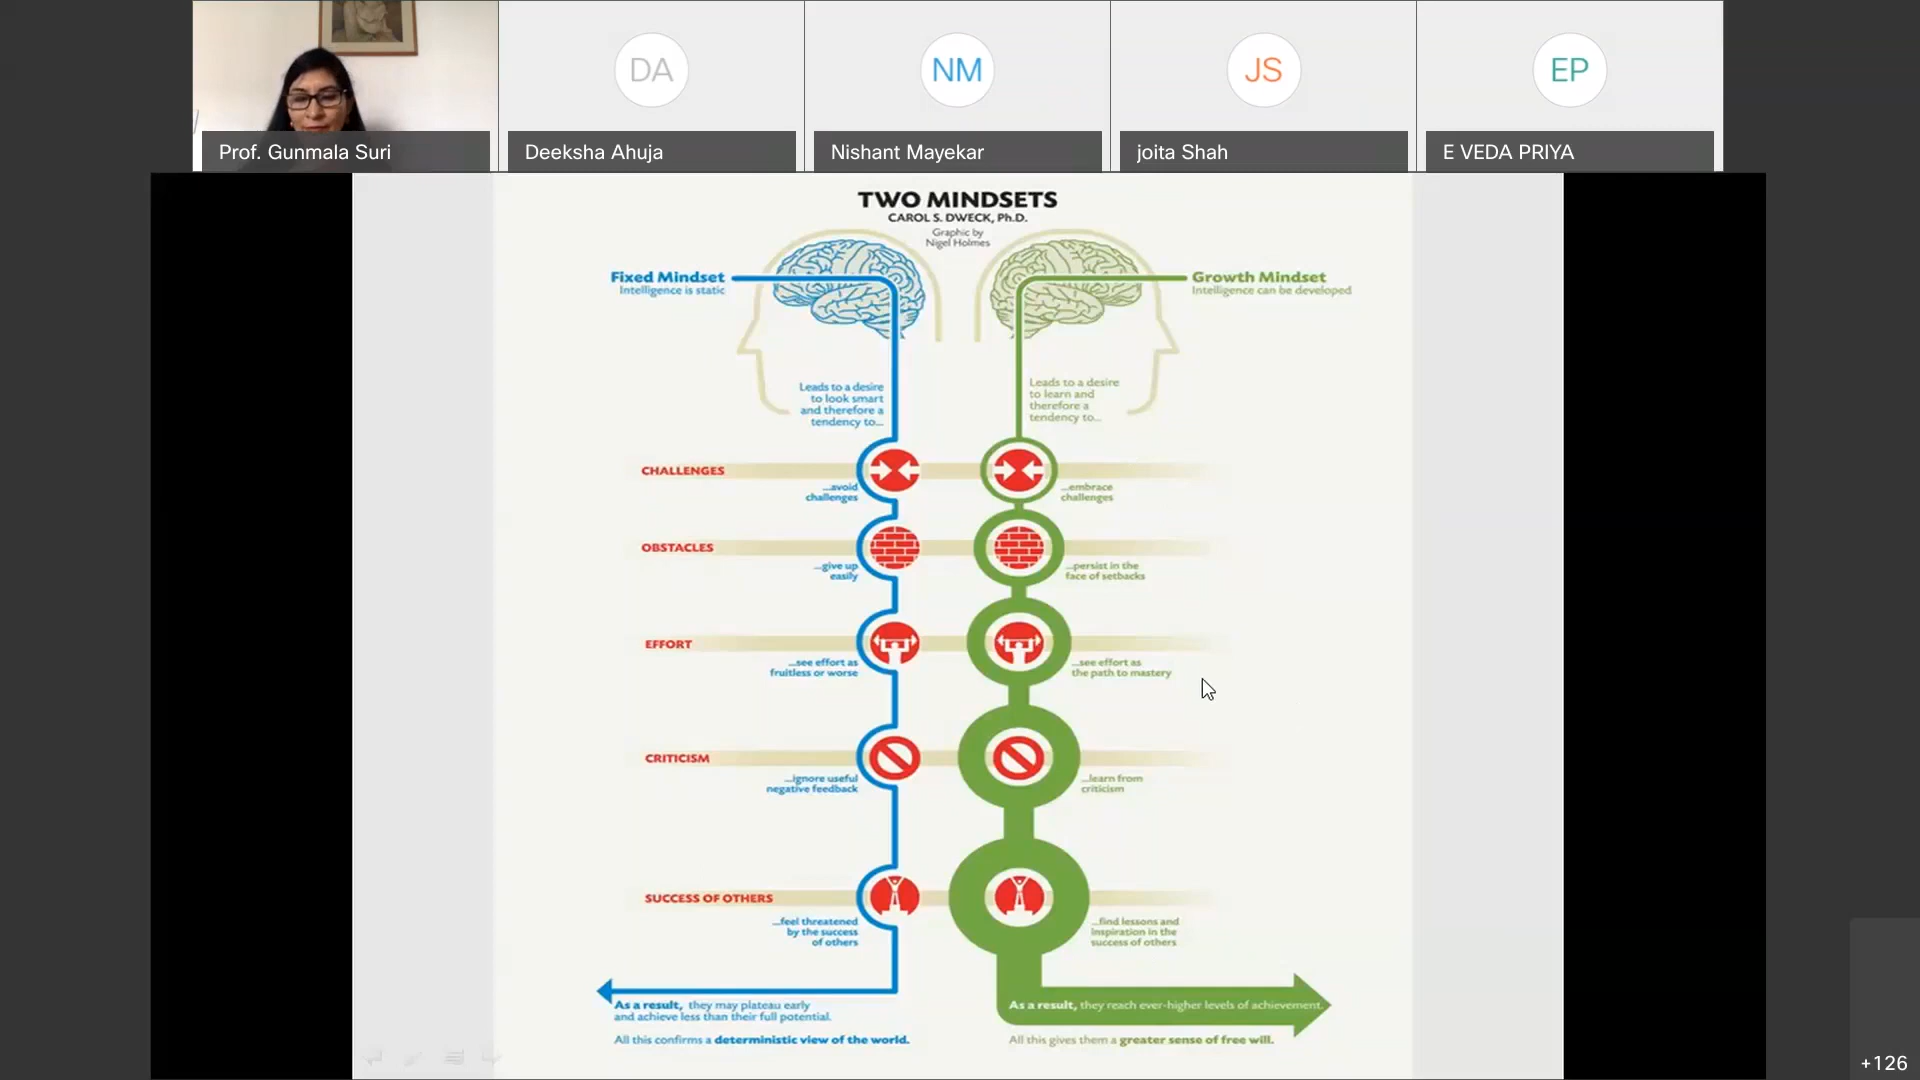 DA
NM
JS
EP
Prof. Gunmala Suri
Deeksha Ahuja
Nishant Mayekar
joita Shah
E VEDA PRIYA
TWO MINDSETS
CAROL S. DWECK, Ph.D.
Graphic by
Nigel Holmes
Fixed Mindset
Intelligence is static
Growth Mindset
Intelligence can be developed
Leads to a desire
to look smart
and therefore a
tendency to...
Leads to a desire
to learn and
therefore a
tendency to...
CHALLENGES
...avoid
challenges
...embrace
challenges
OBSTACLES
...give up
easily
...persist in the
face of setbacks
EFFORT
...see effort as
fruitless or worse
...see effort as
the path to mastery
CRITICISM
...ignore useful
negative feedback
...learn from
criticism
SUCCESS OF OTHERS
...feel threatened
by the success
of others
...find lessons and
inspiration in the
success of others
As a result, they may plateau early
and achieve less than their full potential.
All this confirms a deterministic view of the world.
As a result, they reach ever-higher levels of achievement.
All this gives them a greater sense of free will.
+126